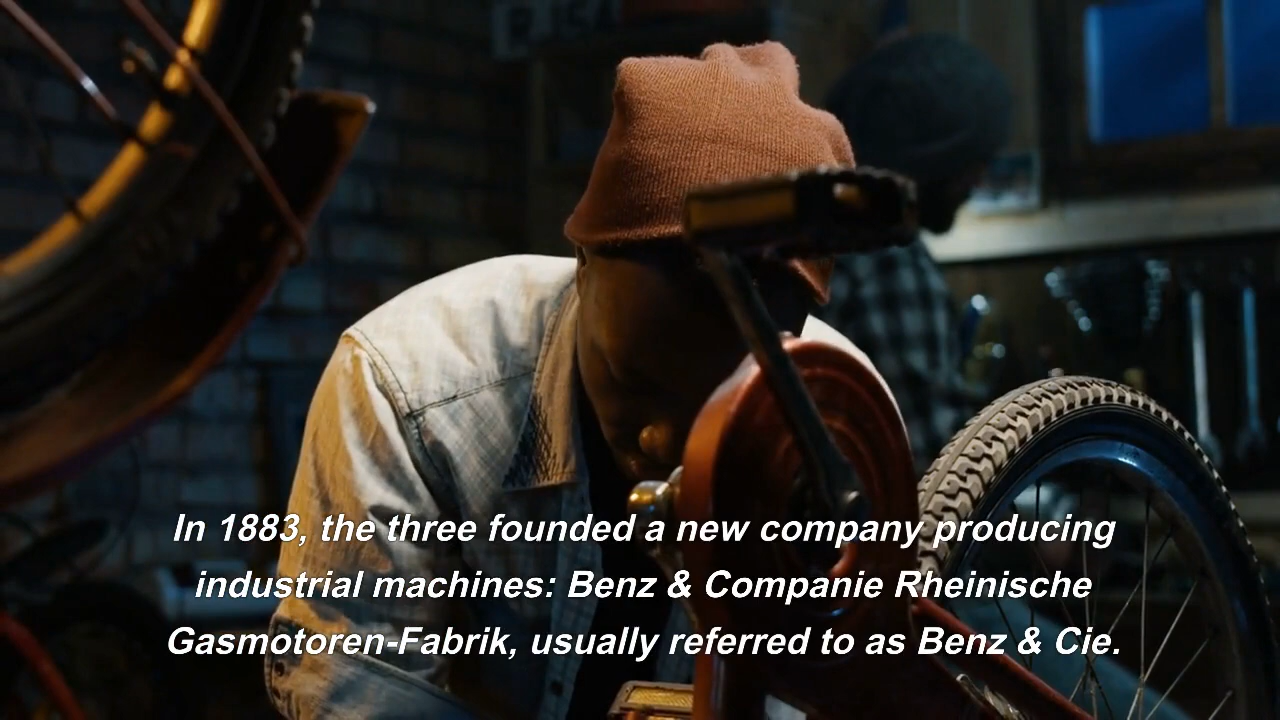 In 1883, the three founded a new company producing
industrial machines: Benz & Companie Rheinische
Gasmotoren-Fabrik, usually referred to as Benz & Cie.